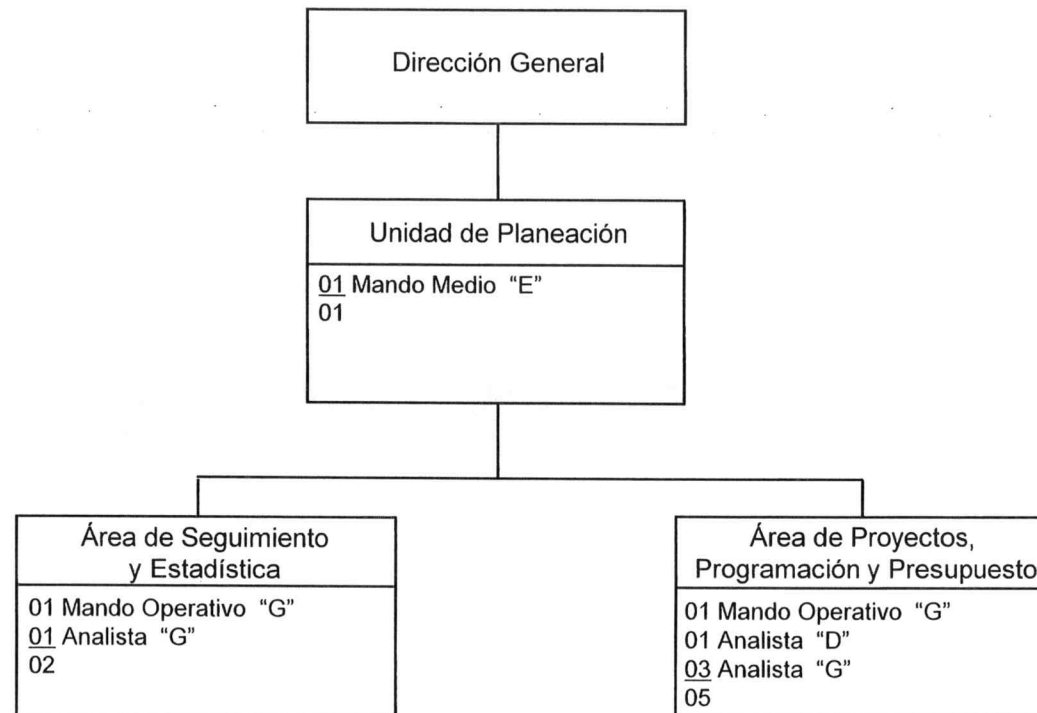 Dirección General
Unidad de Planeación
01 Mando Medio “E”
01
Área de Seguimiento
y Estadística
01 Mando Operativo “G”
01 Analista “G”
02
Área de Proyectos,
Programación y Presupuesto
01 Mando Operativo “G”
01 Analista “D”
03 Analista “G”
05